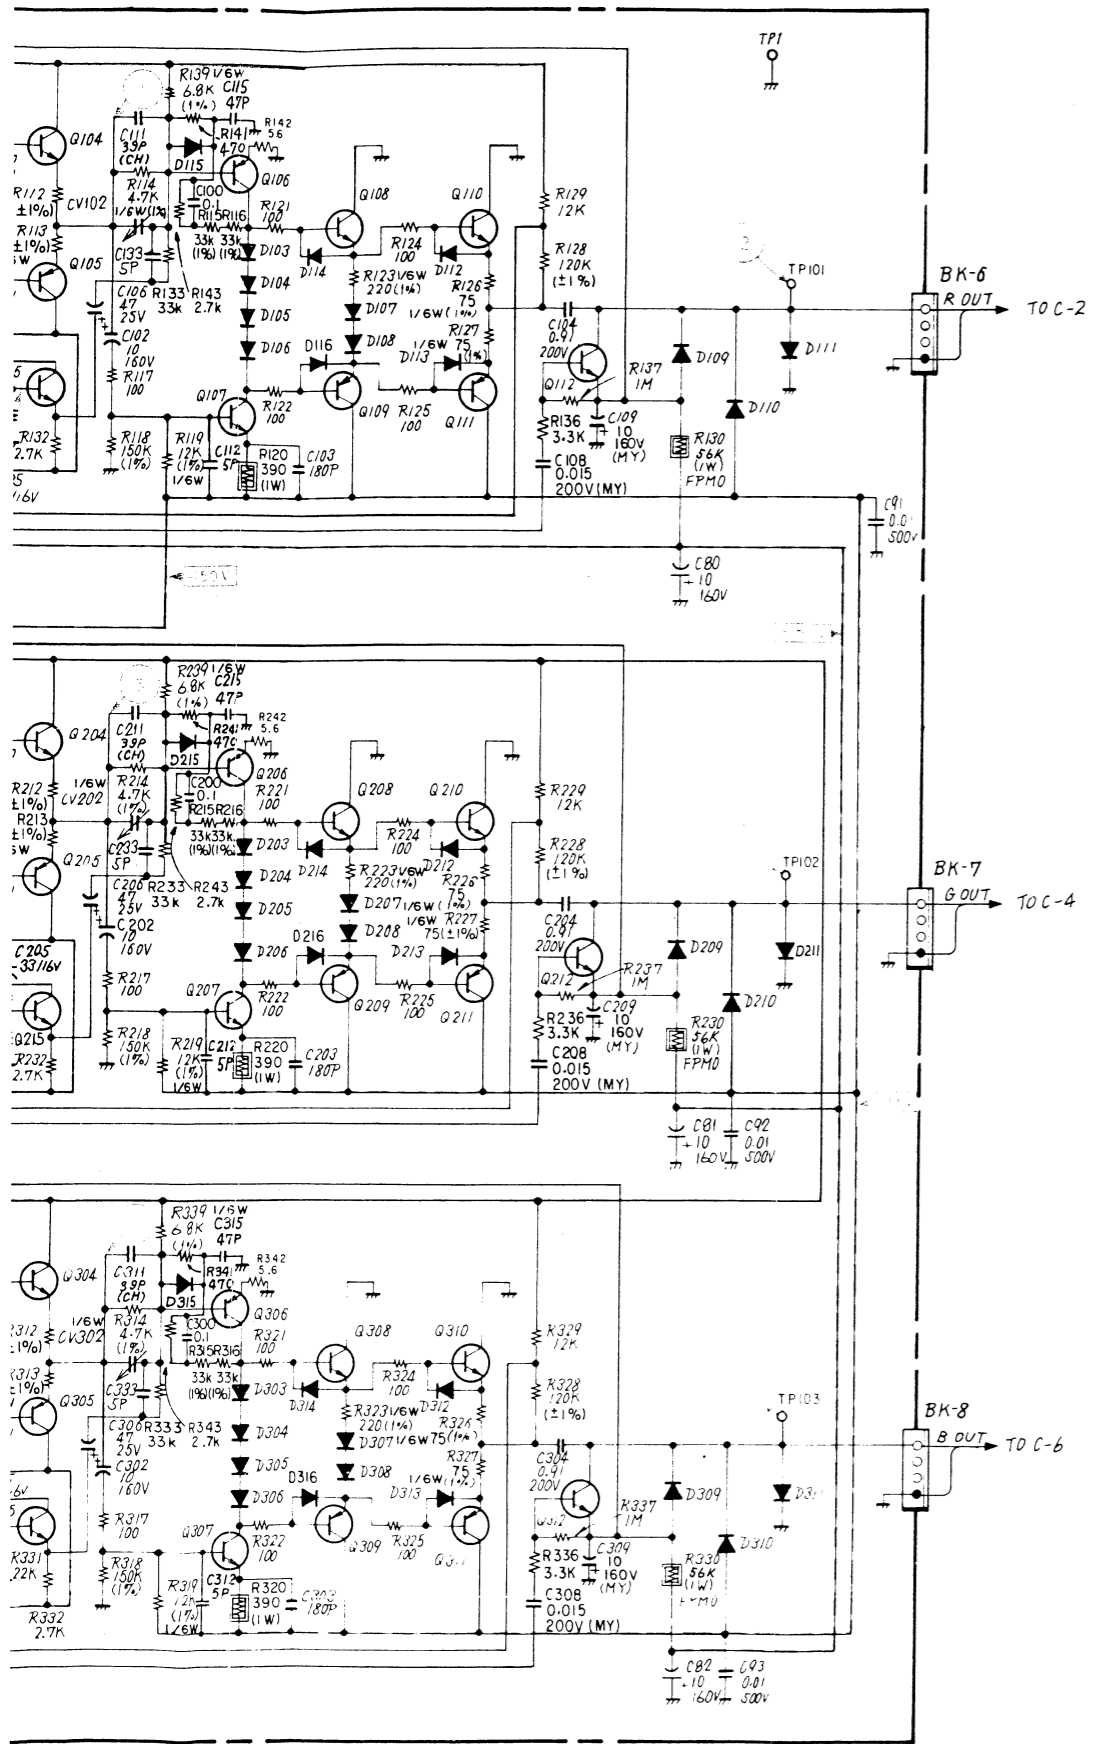 TP1
R139 1/6W
6.8K C115
(1%) 47P
R142
5.6
C111
39P
(CH)
R141
470
Q104
D115
Q106
Q108
Q110
R112
±1%)
CV102
R114
4.7K
1/6W(1%)
C100
0.1
R121
100
R129
12K
R113
±1%)
R115 R116
33k 33k
(1%)(1%)
D103
R124
100
R128
120K
(±1%)
Q105
C133
5P
D114
D112
TP101
BK-6
R OUT
TO C-2
C106
47
25V
R133
33k
R143
2.7k
D104
R123 1/6W
220(1%)
R126
75
1/6W(1%)
C102
10
160V
D105
D107
R127
75
(1%)
1/6W
C104
0.91
200V
D106
D116
D108
D113
R137
1M
D109
D111
R117
100
Q107
R122
100
Q109
R125
100
Q111
Q112
D110
R132
2.7K
R118
150K
(1%)
R119
12K
(1%)
1/6W
C112
5P
R120
390
(1W)
C103
180P
R136
3.3K
C109
10
160V
(MY)
R130
56K
(1W)
FPMO
C108
0.015
200V(MY)
C91
0.01
500V
C80
10
160V
R239 1/6W
6.8K C215
(1%) 47P
R242
5.6
C211
39P
(CH)
R241
470
Q204
D215
Q206
Q208
Q210
R212
±1%)
1/6W
CV202
R214
4.7K
(1%)
C200
0.1
R221
100
R229
12K
R213
±1%)
R215 R216
33k 33k
(1%)(1%)
D203
R224
100
R228
120K
(±1%)
Q205
C233
5P
D214
D212
TP102
BK-7
G OUT
TO C-4
C206
47
25V
R233
33k
R243
2.7k
D204
R223 1/6W
220(1%)
R226
75
1/6W(1%)
C202
10
160V
D205
D207
1/6W R227
75(±1%)
C204
0.91
200V
C205
33/16V
D206
D216
D208
D213
R237
1M
D209
D211
R217
100
Q207
R222
100
Q209
R225
100
Q211
Q212
D210
Q215
R232
2.7K
R218
150K
(1%)
R219
12K
(1%)
1/6W
C212
5P
R220
390
(1W)
C203
180P
R236
3.3K
C209
10
160V
(MY)
R230
56K
(1W)
FPMO
C208
0.015
200V(MY)
C81
10
160V
C92
0.01
500V
R339 1/6W
6.8K C315
(1%) 47P
R342
5.6
C311
39P
(CH)
R341
470
Q304
D315
Q306
Q308
Q310
R312
±1%)
1/6W
CV302
R314
4.7K
(1%)
C300
0.1
R321
100
R329
12K
R313
±1%)
R315 R316
33k 33k
(1%)(1%)
D303
R324
100
R328
120K
(±1%)
Q305
C333
5P
D314
D312
TP103
BK-8
B OUT
TO C-6
C306
47
25V
R333
33k
R343
2.7k
D304
R323 1/6W
220(1%)
R326
75(1%)
D307 1/6W
C302
10
160V
D305
D308
R327
75
1/6W(1%)
C304
0.91
200V
D306
D316
D313
R337
1M
D309
R317
100
Q307
R322
100
Q309
R325
100
Q312
D310
R331
22K
R332
2.7K
R318
150K
(1%)
R319
12K
(1%)
1/6W
C312
5P
R320
390
(1W)
C303
180P
R336
3.3K
C309
10
160V
(MY)
R330
56K
(1W)
C308
0.015
200V(MY)
C82
10
160V
C93
0.01
500V